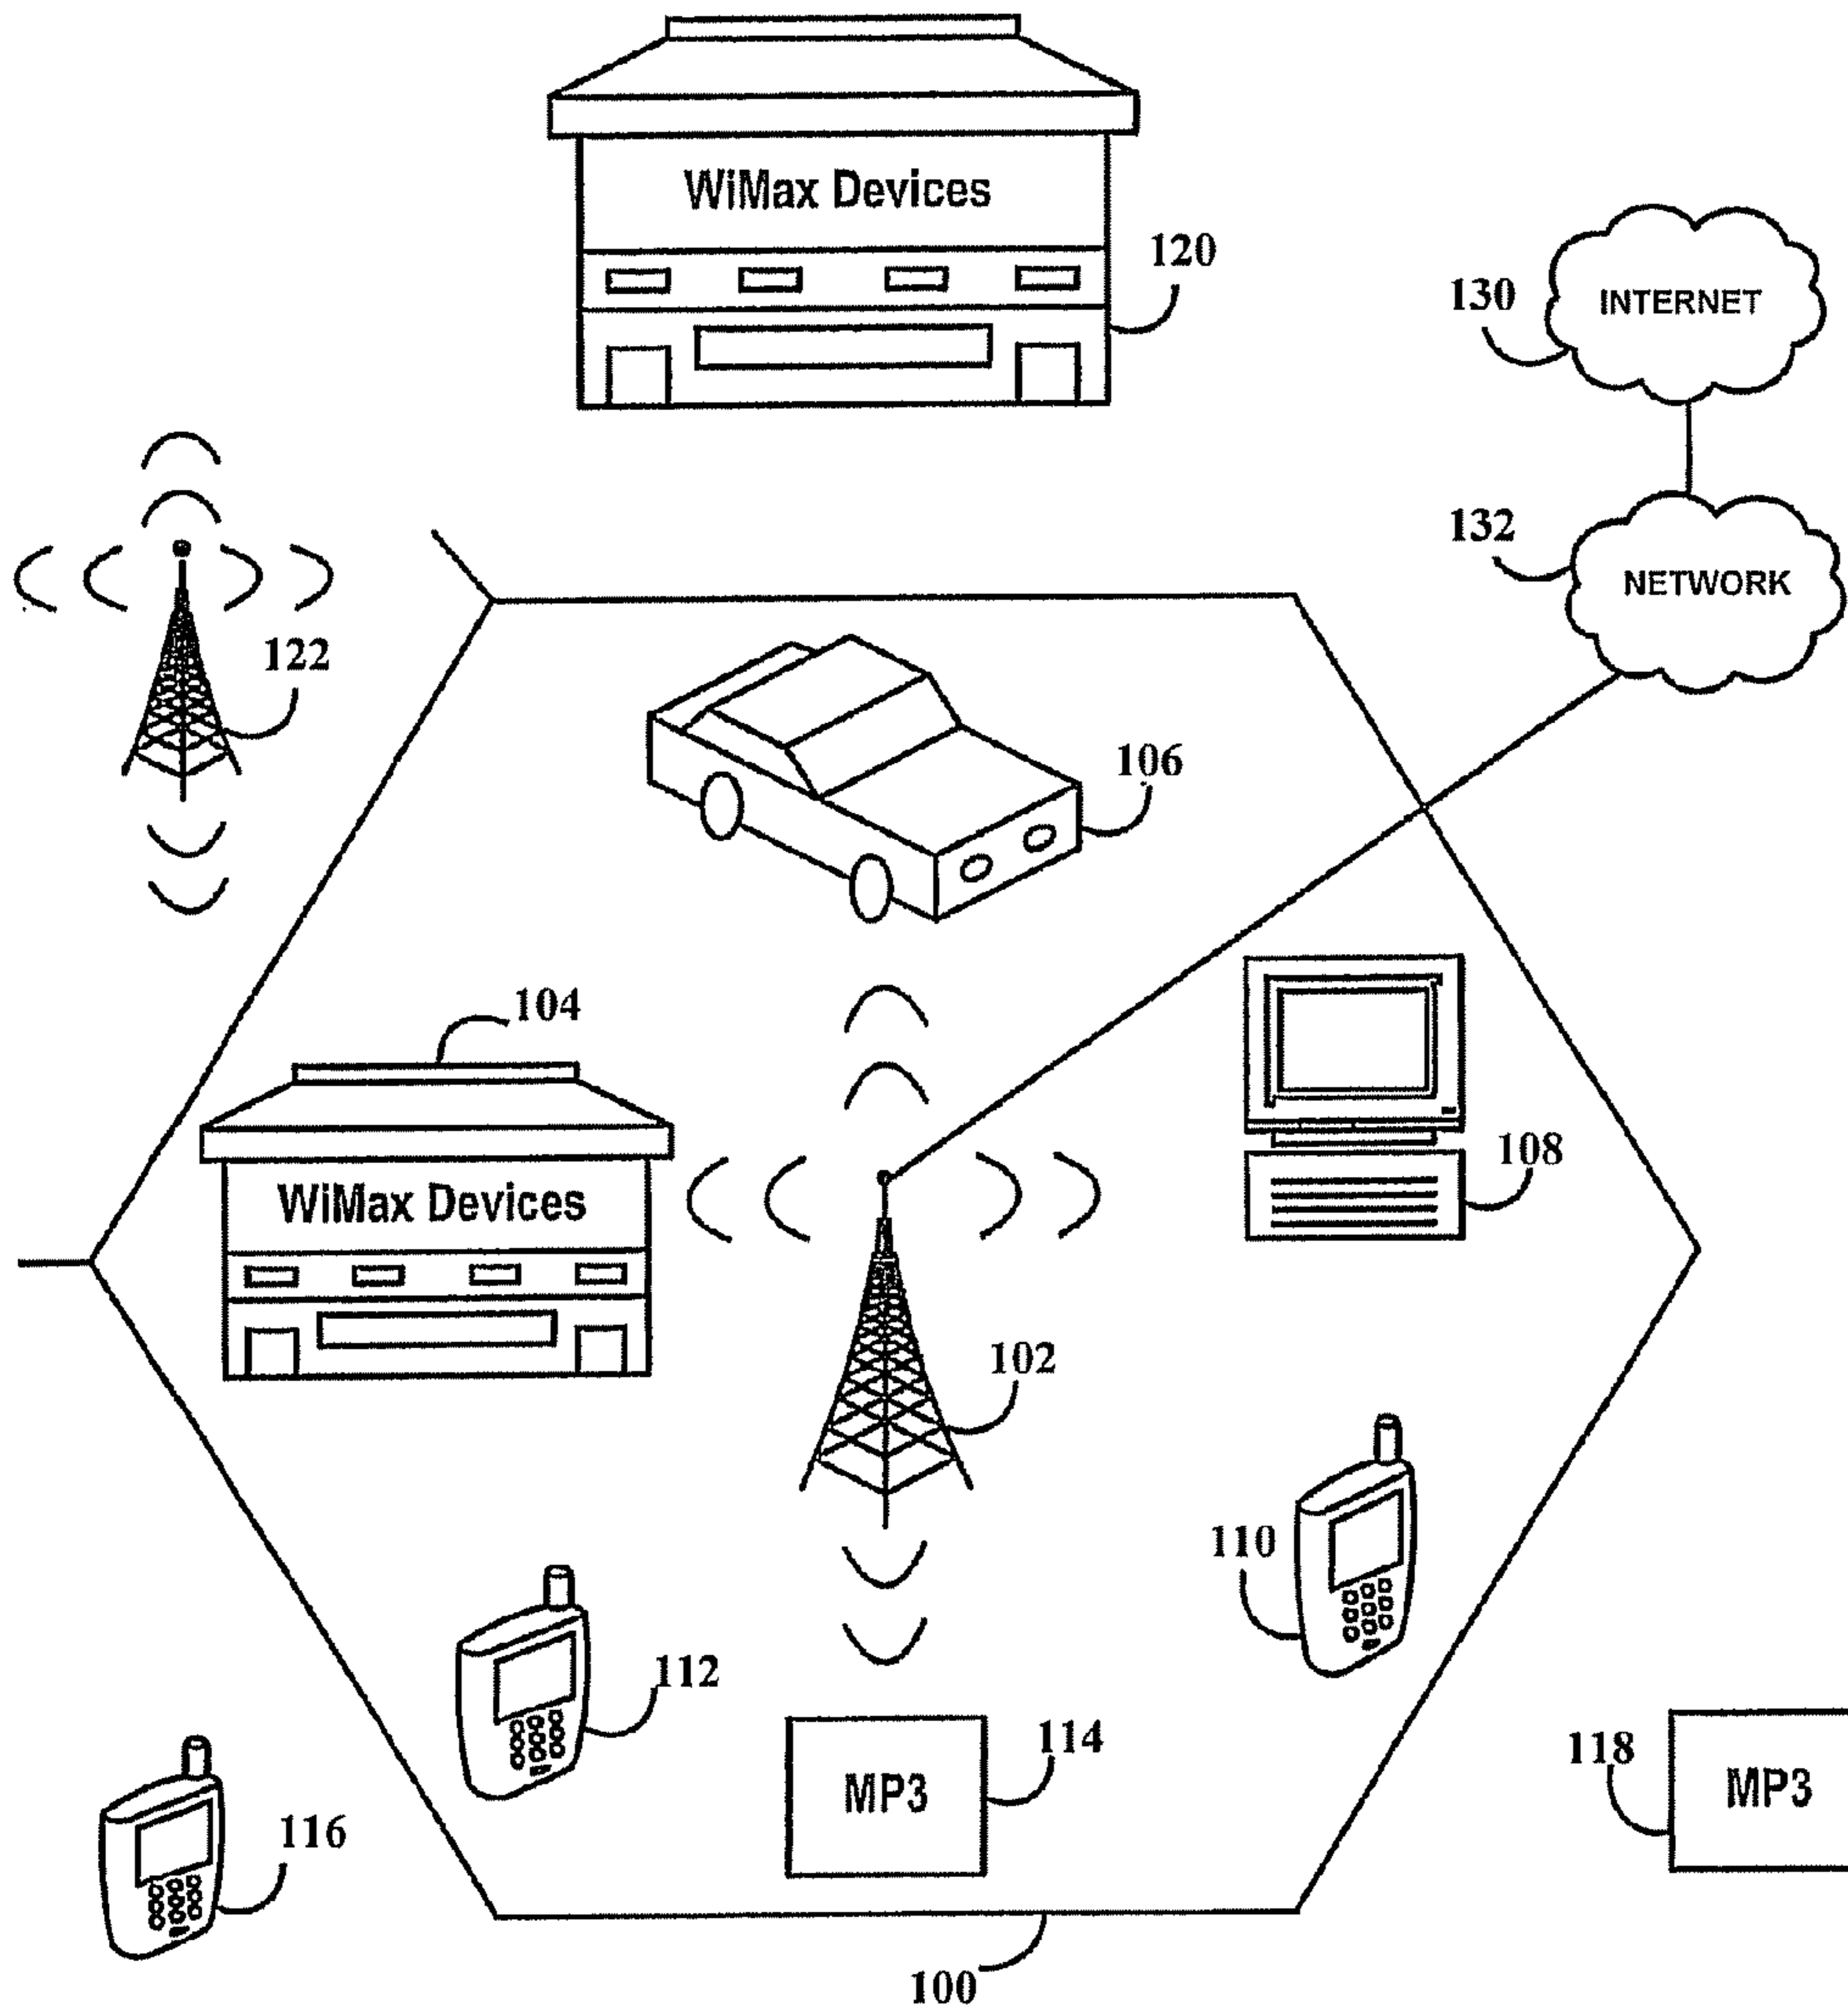 WiMax Devices
120
130
INTERNET
132
NETWORK
122
106
104
WiMax Devices
108
102
110
112
114
MP3
118
MP3
116
100